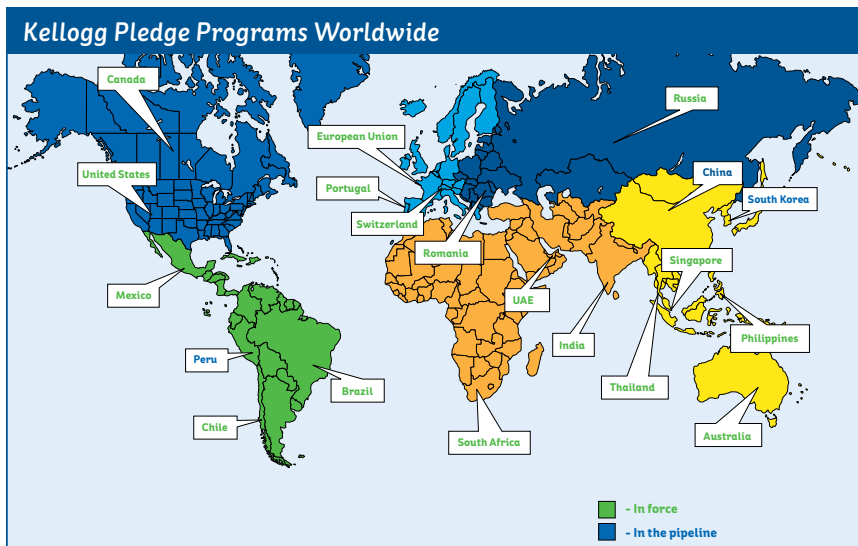 Kellogg Pledge Programs Worldwide
Canada
Russia
European Union
United States
China
Portugal
South Korea
Switzerland
Romania
Singapore
Mexico
UAE
India
Philippines
Peru
Brazil
Thailand
Chile
South Africa
Australia
- In force
- In the pipeline